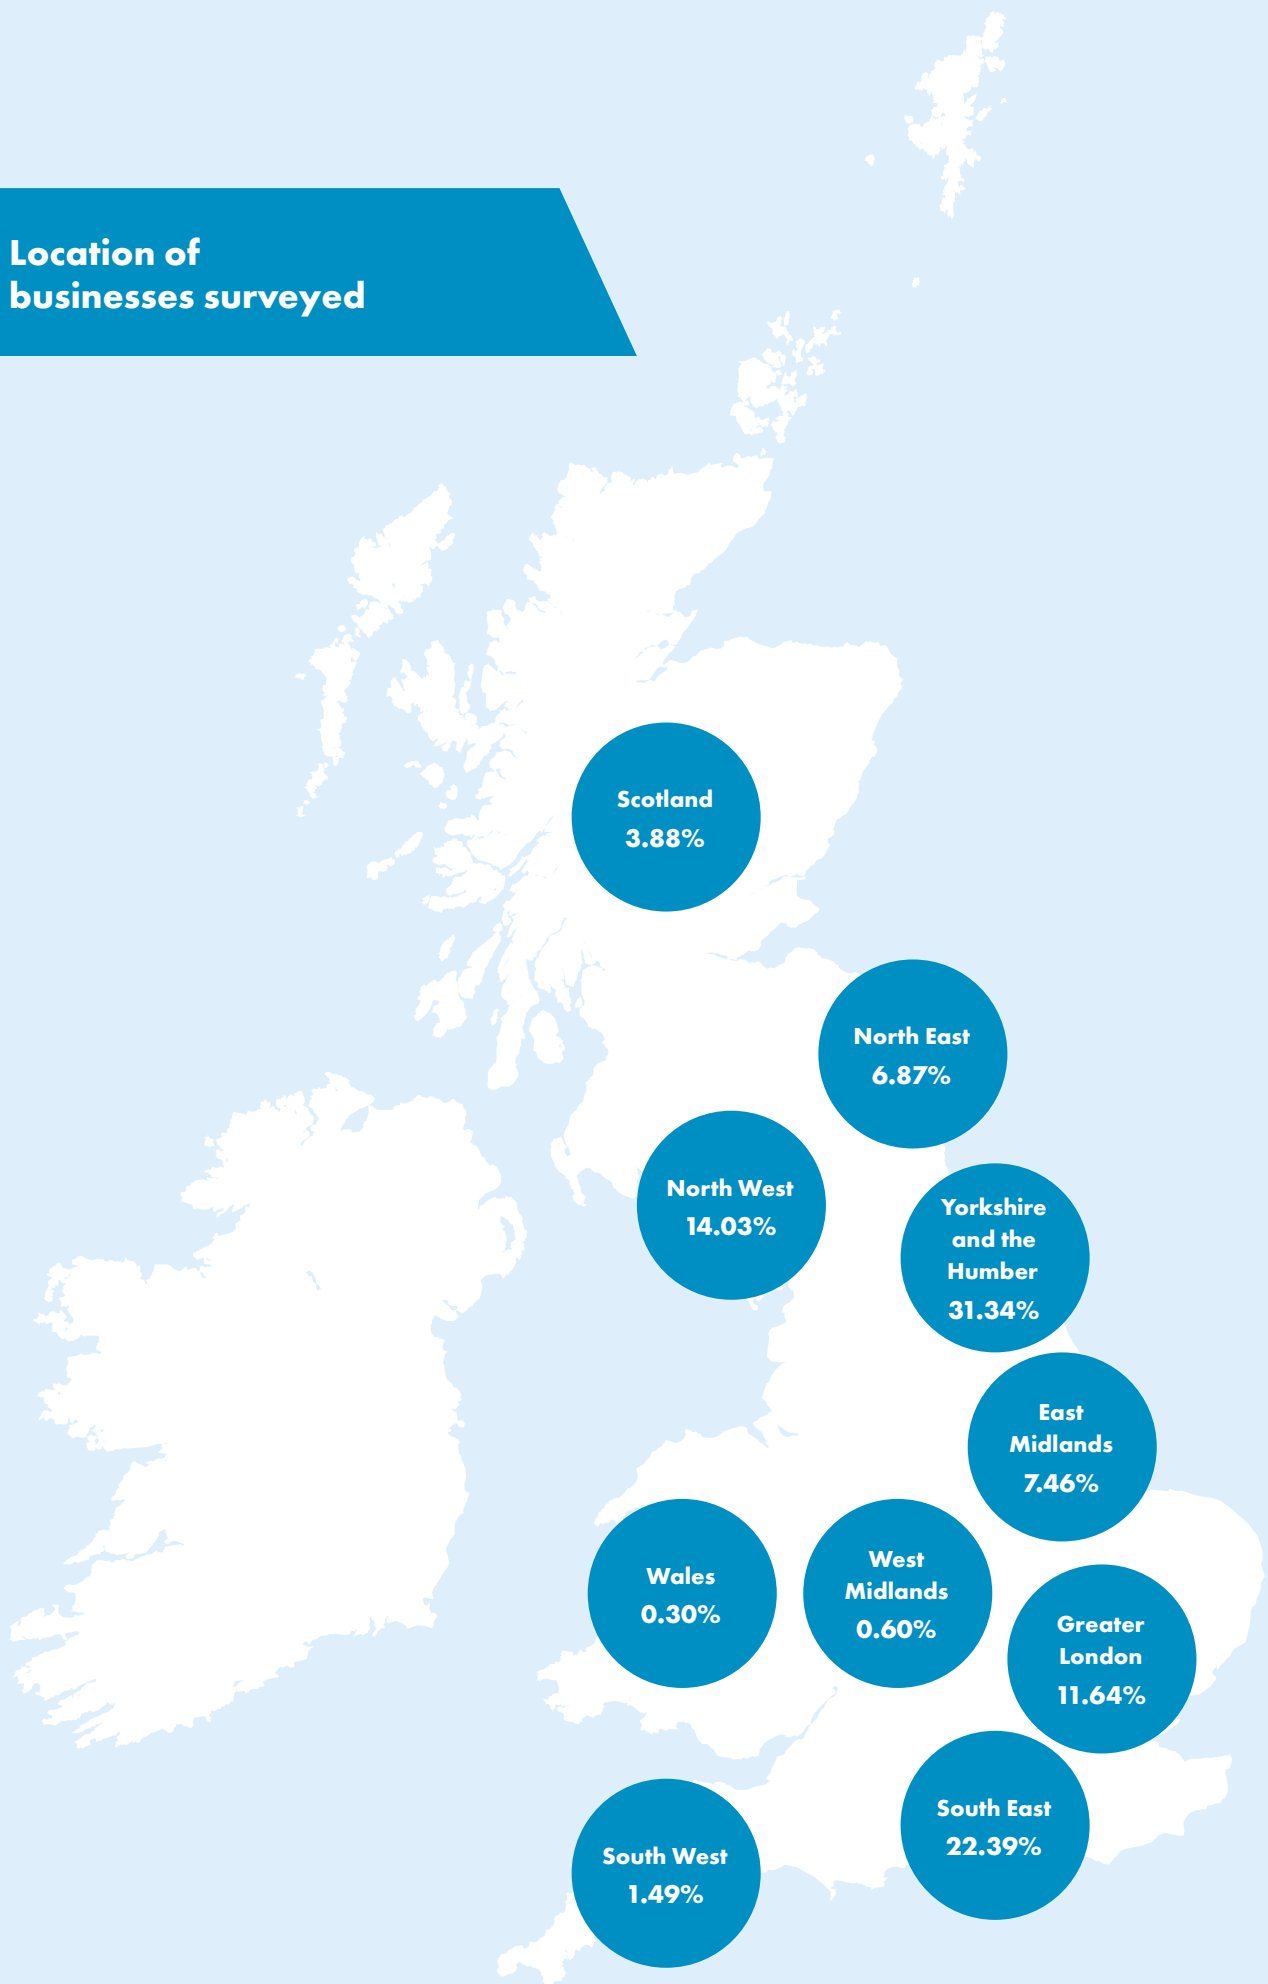 Location of
businesses surveyed
Scotland
3.88%
North East
6.87%
North West
14.03%
Yorkshire
and the
Humber
31.34%
East
Midlands
7.46%
Wales
0.30%
West
Midlands
0.60%
Greater
London
11.64%
South East
22.39%
South West
1.49%